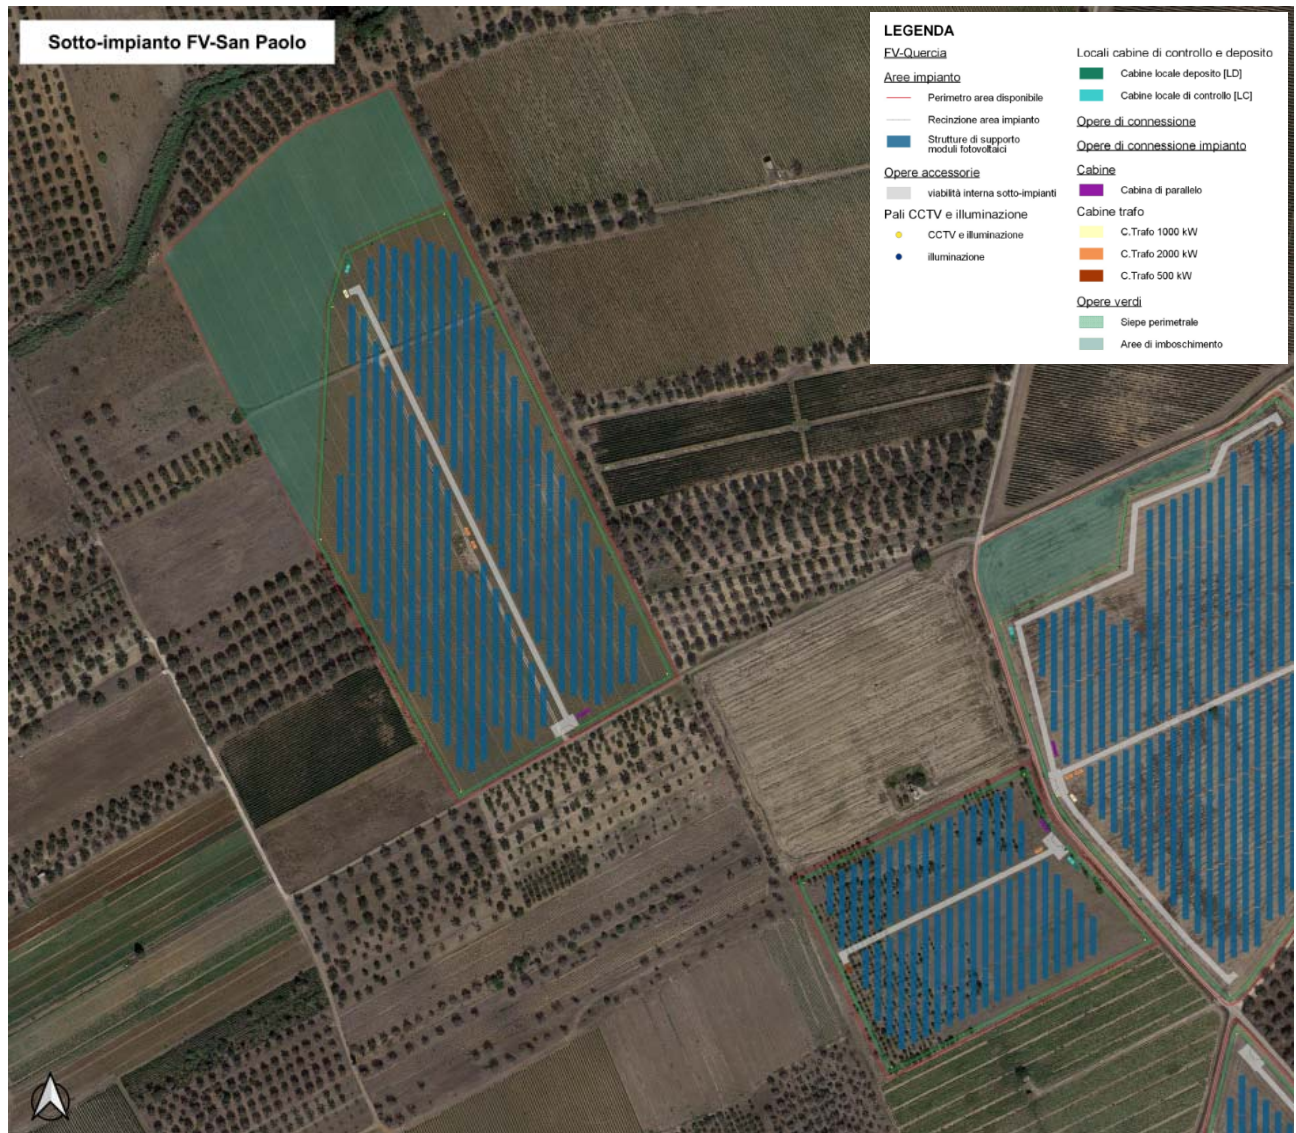 Sotto-impianto FV-San Paolo
LEGENDA
FV-Quercia
Aree impianto
Perimetro area disponibile
Recinzione area impianto
Strutture di supporto
moduli fotovoltaici
Opere accessorie
viabilità interna sotto-impianti
Pali CCTV e illuminazione
CCTV e illuminazione
illuminazione
Locali cabine di controllo e deposito
Cabine locale deposito [LD]
Cabine locale di controllo [LC]
Opere di connessione
Opere di connessione impianto
Cabine
Cabina di parallelo
Cabine trafo
C.Trafo 1000 kW
C.Trafo 2000 kW
C.Trafo 500 kW
Opere verdi
Siepe perimetrale
Aree di imboschimento